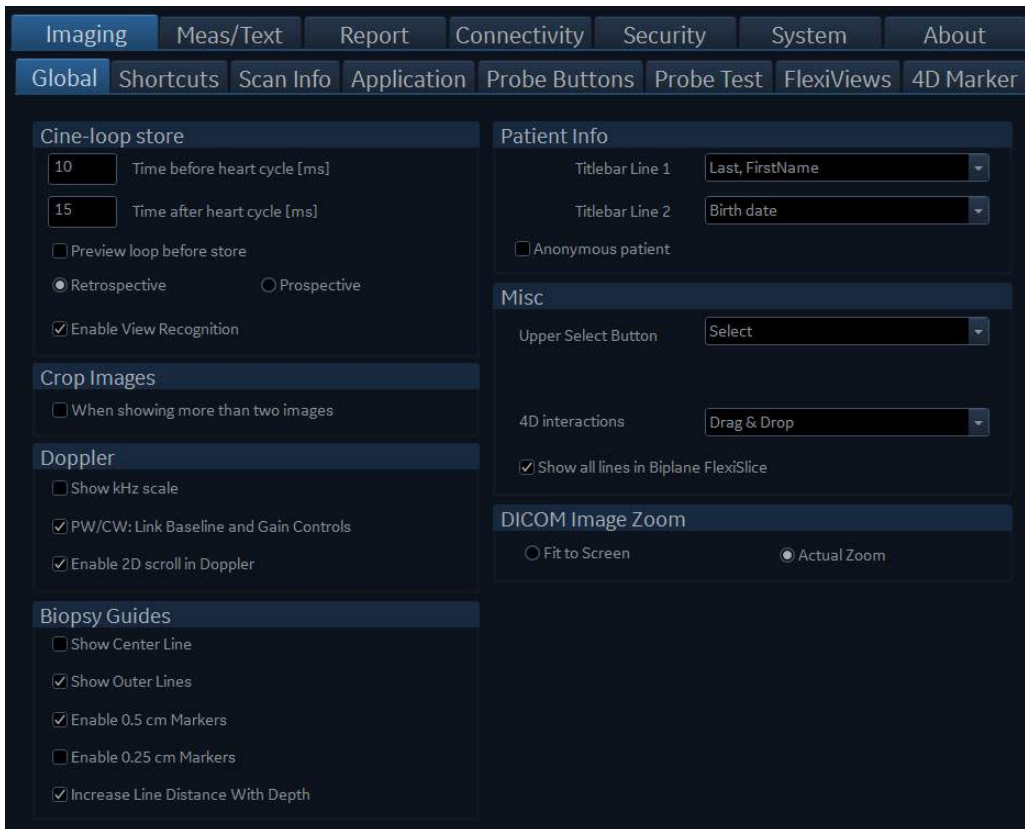 Imaging Meas/Text Report Connectivity Security System About
Global Shortcuts Scan Info Application Probe Buttons Probe Test FlexiViews 4D Marker
Cine-loop store
10 Time before heart cycle [ms]
15 Time after heart cycle [ms]
Preview loop before store
Retrospective Prospective
Enable View Recognition
Crop Images
When showing more than two images
Doppler
Show kHz scale
PW/CW: Link Baseline and Gain Controls
Enable 2D scroll in Doppler
Biopsy Guides
Show Center Line
Show Outer Lines
Enable 0.5 cm Markers
Enable 0.25 cm Markers
Increase Line Distance With Depth
Patient Info
Titlebar Line 1 Last, FirstName
Titlebar Line 2 Birth date
Anonymous patient
Misc
Upper Select Button Select
4D interactions Drag & Drop
Show all lines in Biplane FlexiSlice
DICOM Image Zoom
Fit to Screen Actual Zoom